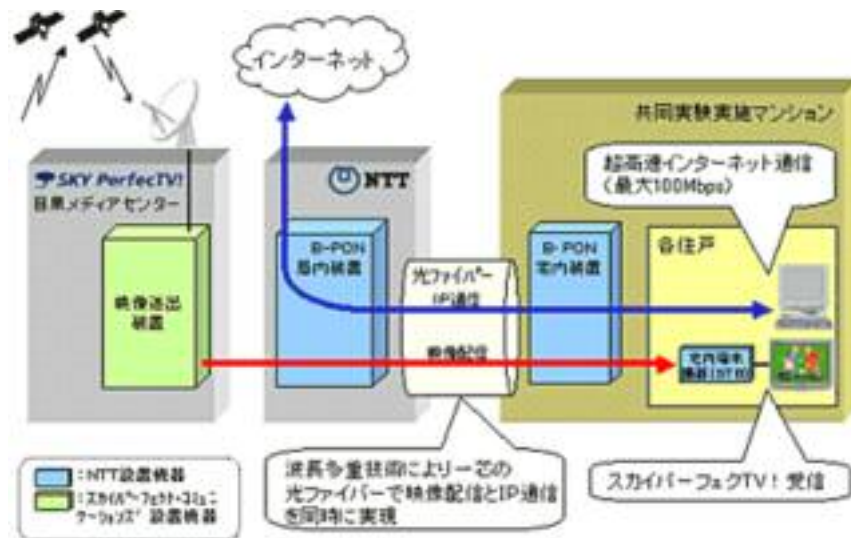 インターネット
共同実験実施マンション
超高速インターネット通信
(最大100Mbps)
SKY PerfecTV!
目黒メディアセンター
NTT
B-PON
局内装置
B-PON
宅内装置
各住戸
光ファイバー
IP通信
映像送出
装置
映像配信
宅内端末
機器(STB)
波長多重技術により一芯の
光ファイバーで映像配信とIP通信
を同時に実現
スカイパーフェクTV!受信
:NTT設置機器
:スカイパーフェクト・コミュニ
ケーションズ 設置機器